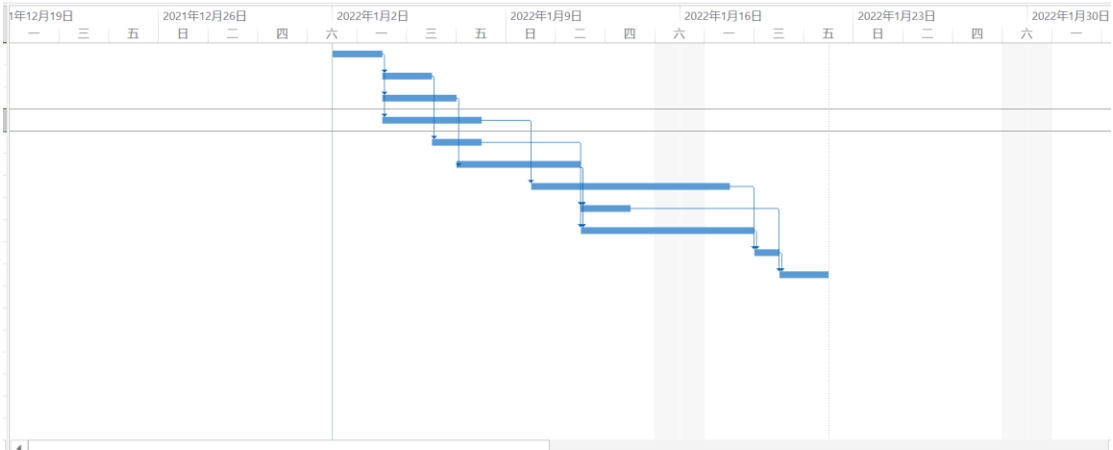 1年12月19日 2021年12月26日 2022年1月2日 2022年1月9日 2022年1月16日 2022年1月23日 2022年1月30日
一 三 五 日 二 四 六 一 三 五 日 二 四 六 一 三 五 日 二 四 六 一